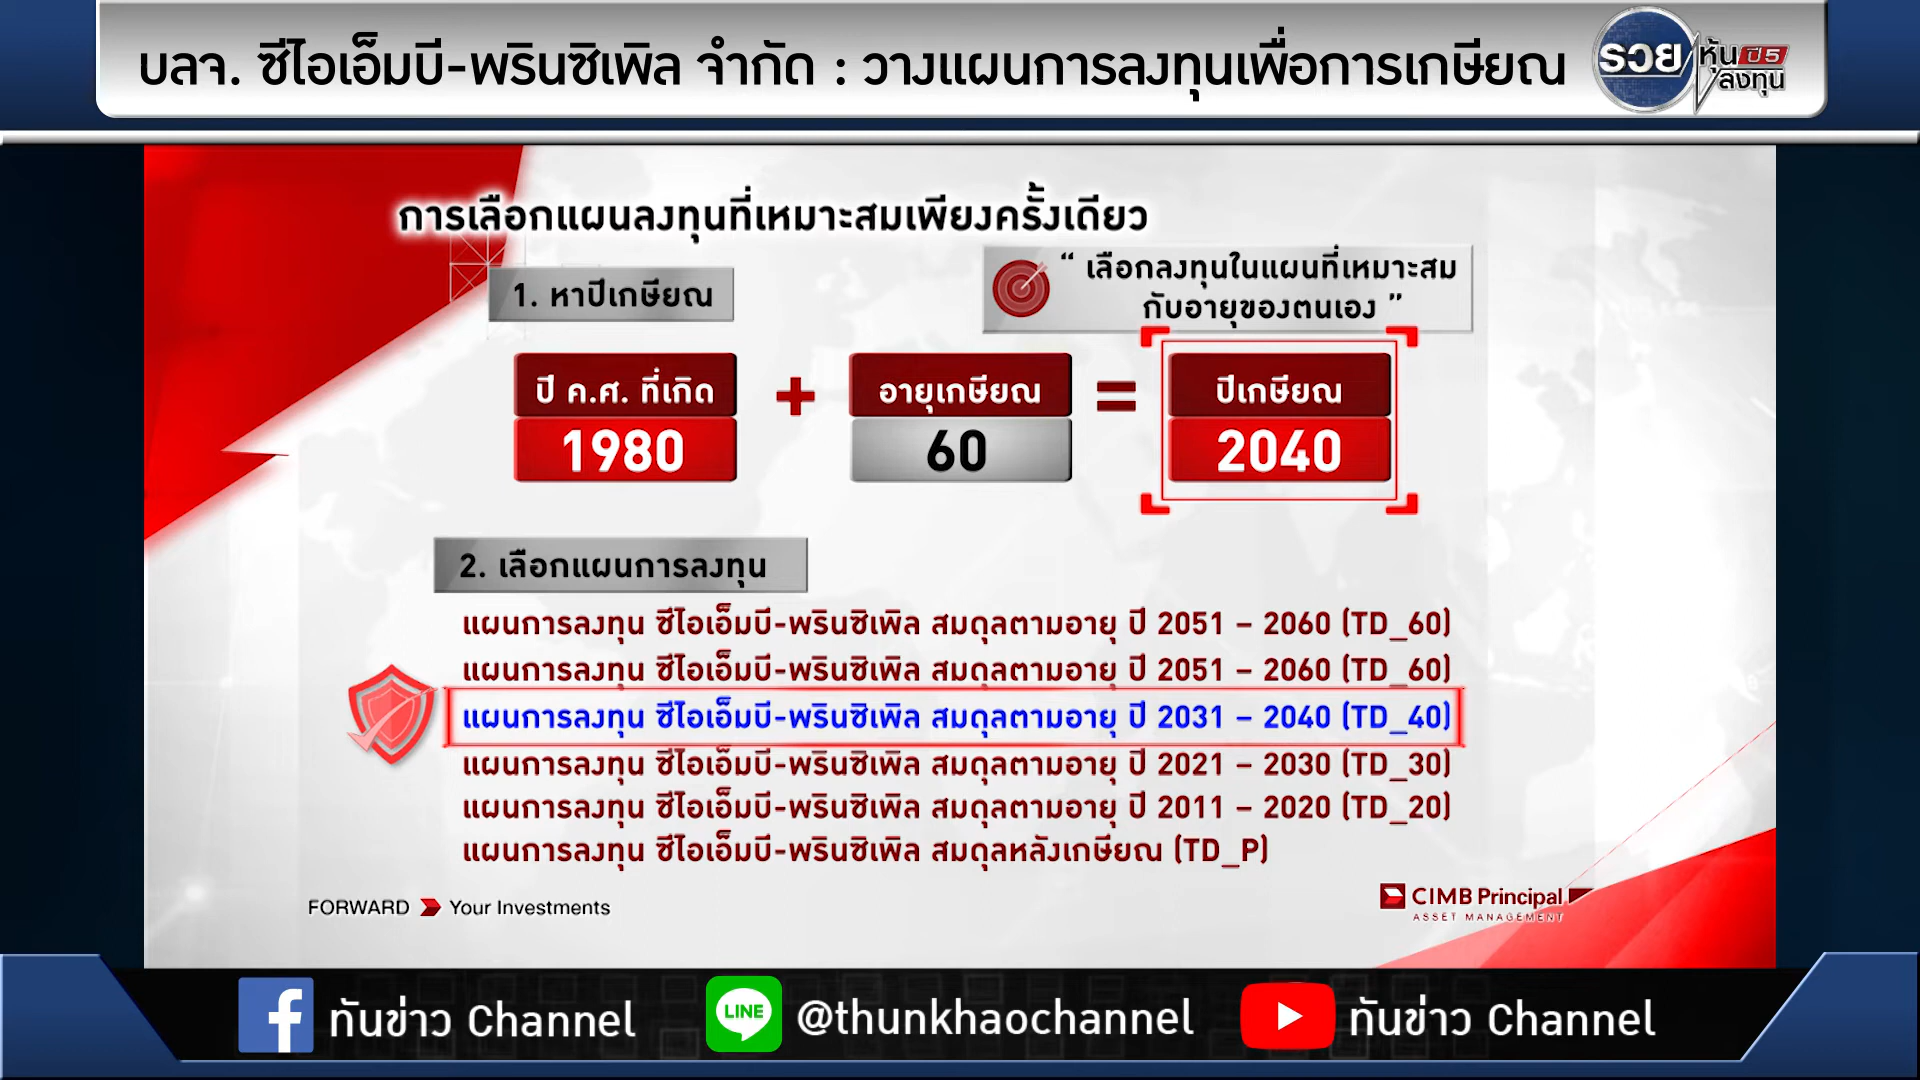 บลจ. ซีไอเอ็มบี-พรินซิเพิล จำกัด : วางแผนการลงทุนเพื่อการเกษียณ
รวย
หุ้น ปี5
ลงทุน
การเลือกแผนลงทุนที่เหมาะสมเพียงครั้งเดียว
“ เลือกลงทุนในแผนที่เหมาะสม
กับอายุของตนเอง ”
1. หาปีเกษียณ
ปี ค.ศ. ที่เกิด + อายุเกษียณ = ปีเกษียณ
1980 60 2040
2. เลือกแผนการลงทุน
แผนการลงทุน ซีไอเอ็มบี-พรินซิเพิล สมดุลตามอายุ ปี 2051 – 2060 (TD_60)
แผนการลงทุน ซีไอเอ็มบี-พรินซิเพิล สมดุลตามอายุ ปี 2051 – 2060 (TD_60)
แผนการลงทุน ซีไอเอ็มบี-พรินซิเพิล สมดุลตามอายุ ปี 2031 – 2040 (TD_40)
แผนการลงทุน ซีไอเอ็มบี-พรินซิเพิล สมดุลตามอายุ ปี 2021 – 2030 (TD_30)
แผนการลงทุน ซีไอเอ็มบี-พรินซิเพิล สมดุลตามอายุ ปี 2011 – 2020 (TD_20)
แผนการลงทุน ซีไอเอ็มบี-พรินซิเพิล สมดุลหลังเกษียณ (TD_P)
FORWARD Your Investments
CIMB Principal
ASSET MANAGEMENT
ทันข่าว Channel
LINE @thunkhaochannel
ทันข่าว Channel